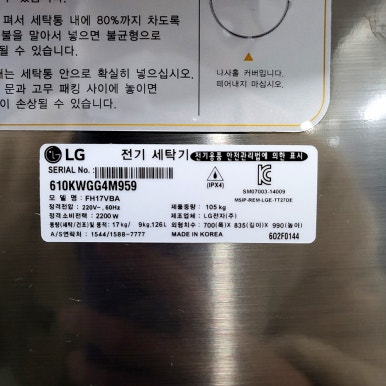 펴서 세탁통 내에 80%까지 차도록
불을 말아서 넣으면 불균형으로
있습니다.
는 세탁통 안으로 확실히 넣으십시오.
문과 고무 패킹 사이에 놓이면
이 손상될 수 있습니다.
나사홀 커버입니다.
떼어내지 마십시오.
LG 전기 세탁기 전기용품 안전관리법에 의한 표시
SERIAL No. :
610KWGG4M959
(IPX4)
SM07003-14009
MSIP-REM-LGE-TT27DE
모 델 명 : FH17VBA
정격전압 : 220V~, 60Hz
정격소비전력 : 2200 W
용량(세탁/건조) 및 용적 : 17kg/ 9kg,126L
A/S연락처 : 1544/1588-7777
제품중량 : 105 kg
제조업체 : LG전자(주)
외형치수 : 700(폭)X 835(깊이)X 990(높이)
MADE IN KOREA
602F0144